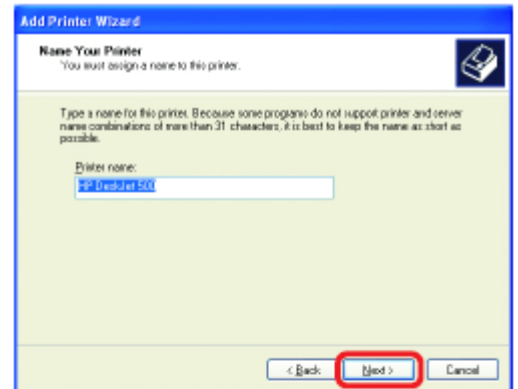 Add Printer Wizard
Name Your Printer
You must assign a name to this printer.
Type a name for this printer. Because some programs do not support printer and server
name combinations of more than 31 characters, it is best to keep the name as short as
possible.
Printer name:
HP DeskJet 500
< Back
Next >
Cancel